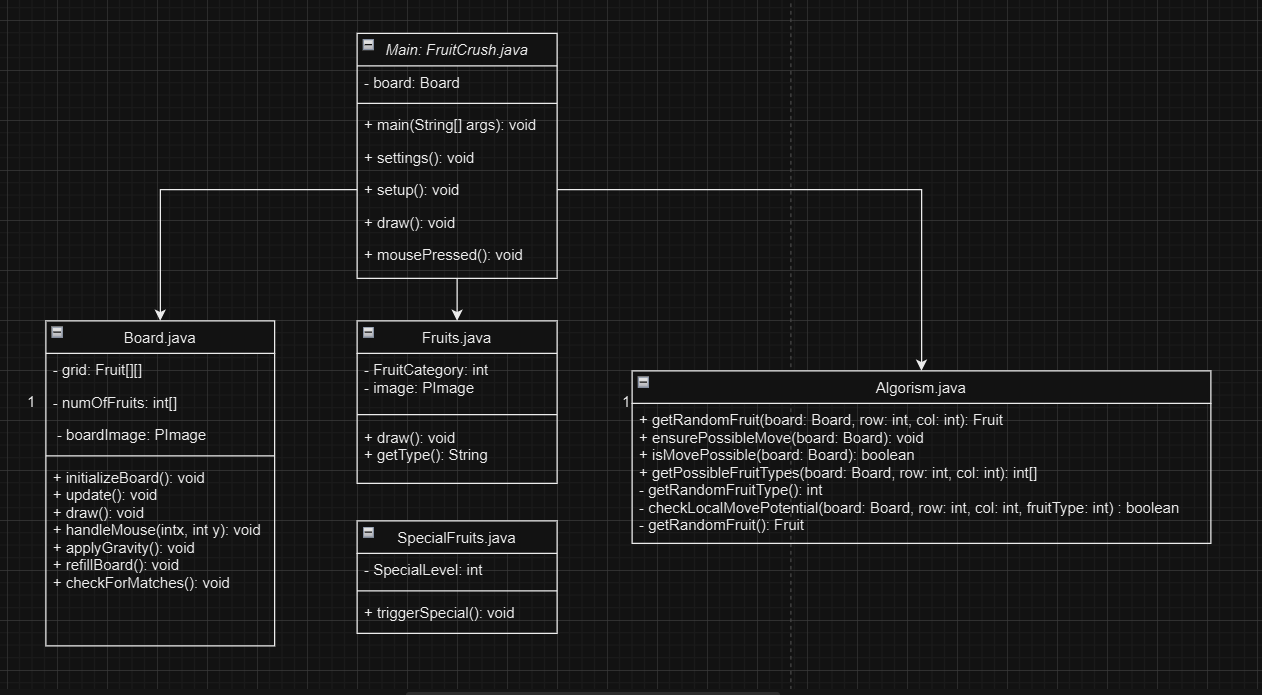 Main: FruitCrush.java
- board: Board
+ main(String[] args): void
+ settings(): void
+ setup(): void
+ draw(): void
+ mousePressed(): void
Board.java
- grid: Fruit[][]
1
- numOfFruits: int[]
- boardImage: PImage
+ initializeBoard(): void
+ update(): void
+ draw(): void
+ handleMouse(intx, int y): void
+ applyGravity(): void
+ refillBoard(): void
+ checkForMatches(): void
Fruits.java
- FruitCategory: int
- image: PImage
+ draw(): void
+ getType(): String
SpecialFruits.java
- SpecialLevel: int
+ triggerSpecial(): void
Algorism.java
1
+ getRandomFruit(board: Board, row: int, col: int): Fruit
+ ensurePossibleMove(board: Board): void
+ isMovePossible(board: Board): boolean
+ getPossibleFruitTypes(board: Board, row: int, col: int): int[]
- getRandomFruitType(): int
- checkLocalMovePotential(board: Board, row: int, col: int, fruitType: int) : boolean
- getRandomFruit(): Fruit